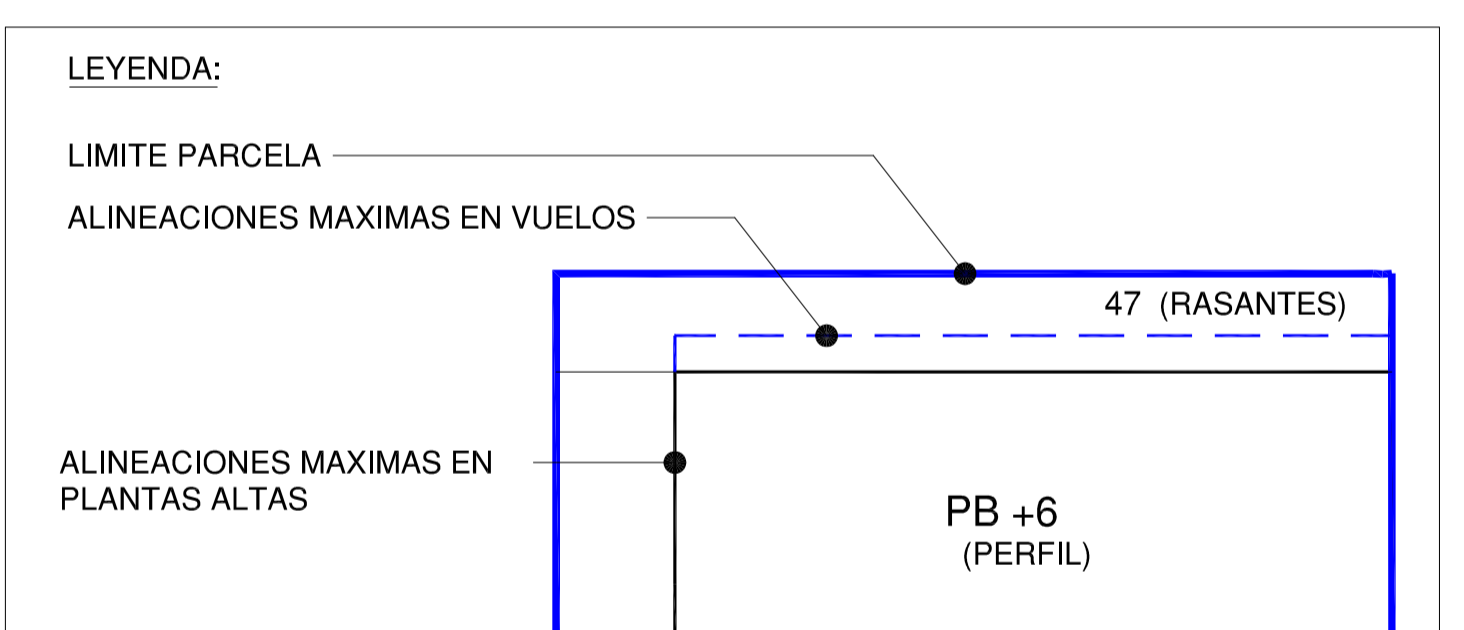 LEYENDA:
LIMITE PARCELA
ALINEACIONES MAXIMAS EN VUELOS
47 (RASANTES)
ALINEACIONES MAXIMAS EN
PLANTAS ALTAS
PB +6
(PERFIL)